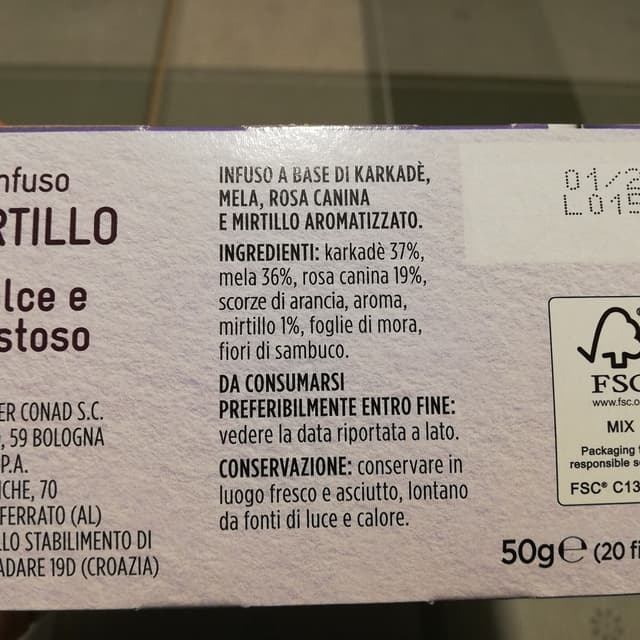 INFUSO A BASE DI KARKADÈ,
MELA, ROSA CANINA
E MIRTILLO AROMATIZZATO.
INGREDIENTI: karkadè 37%,
mela 36%, rosa canina 19%,
scorze di arancia, aroma,
mirtillo 1%, foglie di mora,
fiori di sambuco.
DA CONSUMARSI
PREFERIBILMENTE ENTRO FINE:
vedere la data riportata a lato.
CONSERVAZIONE: conservare in
luogo fresco e asciutto, lontano
da fonti di luce e calore.
nfuso
RTILLO
lce e
stoso
ER CONAD S.C.
, 59 BOLOGNA
P.A.
ICHE, 70
FERRATO (AL)
LLO STABILIMENTO DI
ADARE 19D (CROAZIA)
01/2
L015
FSC
www.fsc.o
MIX
Packaging
responsible s
FSC® C13
50g℮ (20 fi